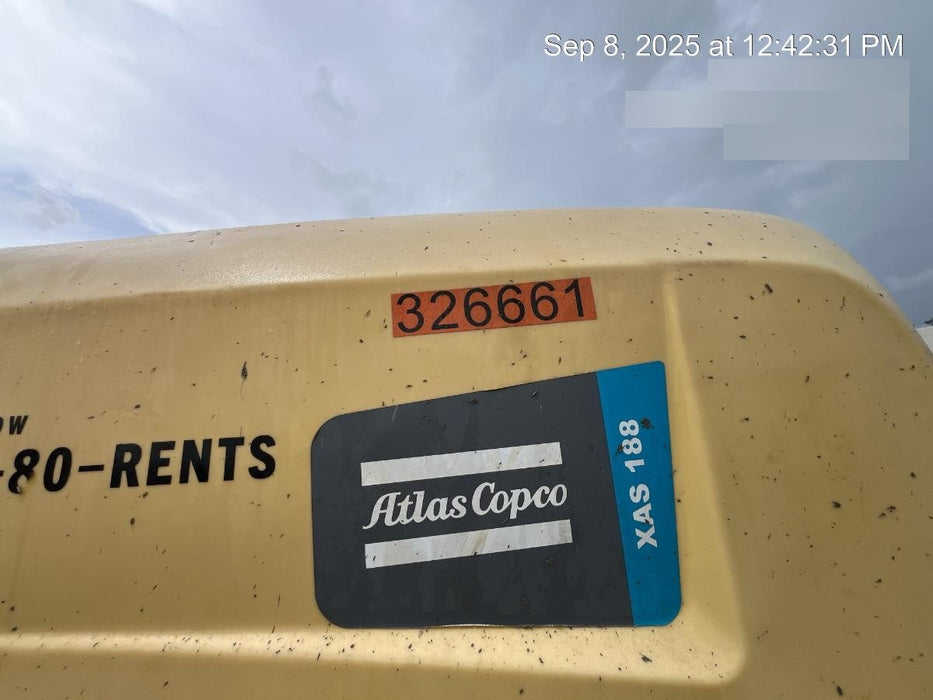 Sep 8, 2025 at 12:42:31 PM
326661
-80-RENTS
Atlas Copco
XAS 188